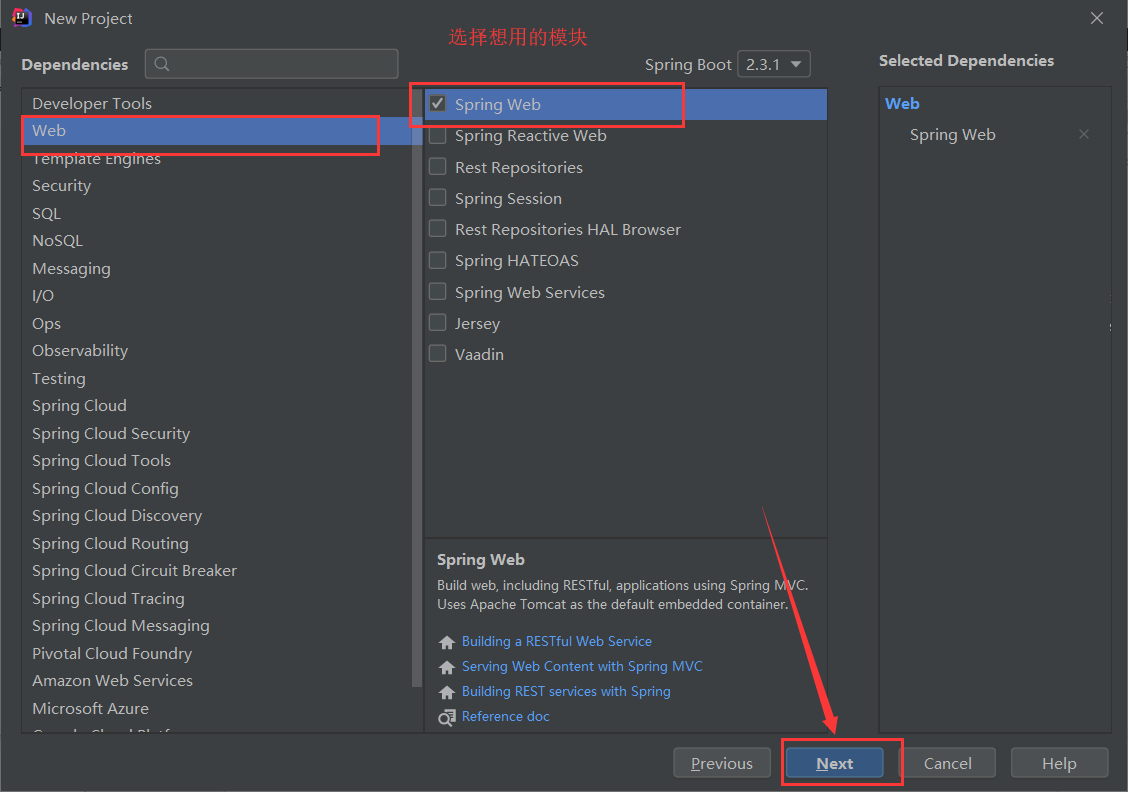 New Project
选择想用的模块
Dependencies
Spring Boot 2.3.1
Selected Dependencies
Developer Tools
Web
Template Engines
Security
SQL
NoSQL
Messaging
I/O
Ops
Observability
Testing
Spring Cloud
Spring Cloud Security
Spring Cloud Tools
Spring Cloud Config
Spring Cloud Discovery
Spring Cloud Routing
Spring Cloud Circuit Breaker
Spring Cloud Tracing
Spring Cloud Messaging
Pivotal Cloud Foundry
Amazon Web Services
Microsoft Azure
Spring Web
Spring Reactive Web
Rest Repositories
Spring Session
Rest Repositories HAL Browser
Spring HATEOAS
Spring Web Services
Jersey
Vaadin
Spring Web
Build web, including RESTful, applications using Spring MVC.
Uses Apache Tomcat as the default embedded container.
Building a RESTful Web Service
Serving Web Content with Spring MVC
Building REST services with Spring
Reference doc
Web
Spring Web
Previous
Next
Cancel
Help